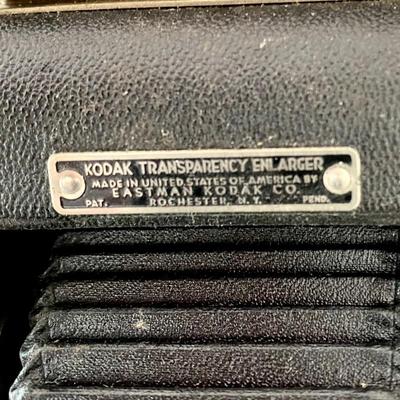 KODAK TRANSPARENCY ENLARGER
MADE IN UNITED STATES OF AMERICA BY
EASTMAN KODAK CO.
PAT. ROCHESTER, N.Y. PEND.